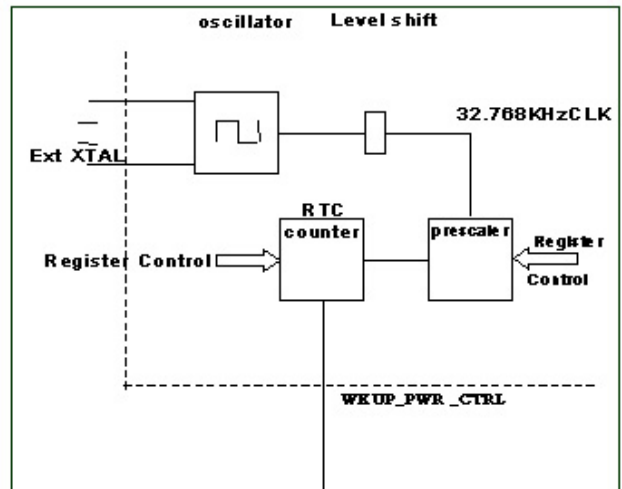 oscillator Level shift
32.768KHzCLK
Ext XTAL
RTC
counter
prescaler
Register Control
Register
Control
WKUP_PWR_CTRL